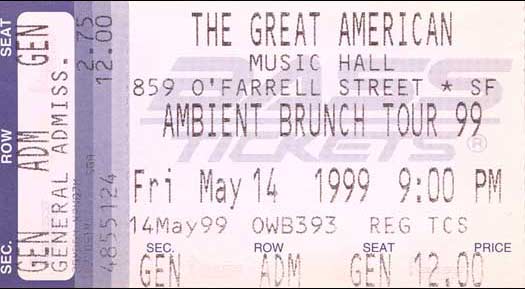 THE GREAT AMERICAN
MUSIC HALL
859 O'FARRELL STREET * SF
AMBIENT BRUNCH TOUR 99
Fri May 14 1999 9:00 PM
14May99 OWB393 REG TCS
SEC. ROW SEAT PRICE
GEN ADM GEN 12.00
SEC. ROW SEAT
GEN ADM GEN
GENERAL ADMISS.
2.75
12.00
4855124
BASS
TICKETS®